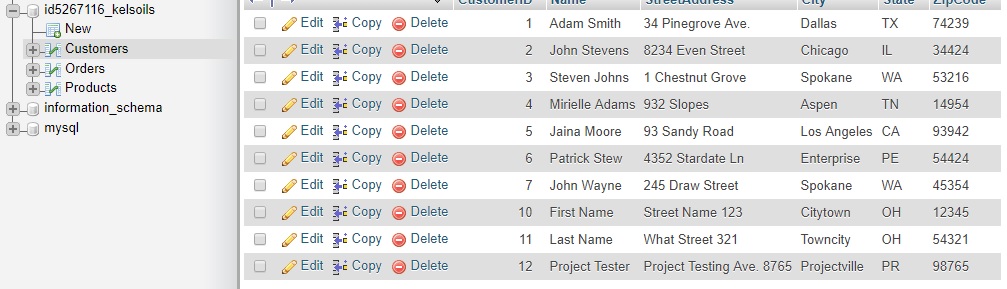 id5267116_kelsoils
New
Customers
Orders
Products
information_schema
mysql
CustomerID Name StreetAddress City State ZipCode
Edit Copy Delete 1 Adam Smith 34 Pinegrove Ave. Dallas TX 74239
Edit Copy Delete 2 John Stevens 8234 Even Street Chicago IL 34424
Edit Copy Delete 3 Steven Johns 1 Chestnut Grove Spokane WA 53216
Edit Copy Delete 4 Mirielle Adams 932 Slopes Aspen TN 14954
Edit Copy Delete 5 Jaina Moore 93 Sandy Road Los Angeles CA 93942
Edit Copy Delete 6 Patrick Stew 4352 Stardate Ln Enterprise PE 54424
Edit Copy Delete 7 John Wayne 245 Draw Street Spokane WA 45354
Edit Copy Delete 10 First Name Street Name 123 Citytown OH 12345
Edit Copy Delete 11 Last Name What Street 321 Towncity OH 54321
Edit Copy Delete 12 Project Tester Project Testing Ave. 8765 Projectville PR 98765